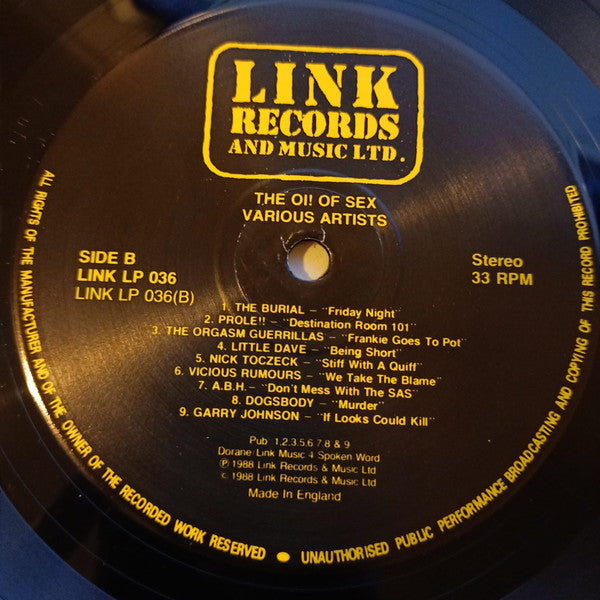 LINK
RECORDS
AND MUSIC LTD.
THE OI! OF SEX
VARIOUS ARTISTS
SIDE B
LINK LP 036
LINK LP 036(B)
Stereo
33 RPM
1. THE BURIAL – "Friday Night"
2. PROLE!! – "Destination Room 101"
3. THE ORGASM GUERRILLAS – "Frankie Goes To Pot"
4. LITTLE DAVE – "Being Short"
5. NICK TOCZECK – "Stiff With A Quiff"
6. VICIOUS RUMOURS – "We Take The Blame"
7. A.B.H. – "Don't Mess With The SAS"
8. DOGSBODY – "Murder"
9. GARRY JOHNSON – "If Looks Could Kill"
Pub 1,2,3,5,6,7,8 & 9
Dorane/Link Music 4 Spoken Word
℗ 1988 Link Records & Music Ltd
c 1988 Link Records & Music Ltd
Made In England
ALL RIGHTS OF THE MANUFACTURER AND OF THE OWNER OF THE RECORDED WORK RESERVED • UNAUTHORISED PUBLIC PERFORMANCE BROADCASTING AND COPYING OF THIS RECORD PROHIBITED